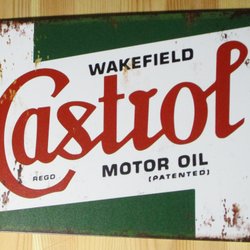 WAKEFIELD
Castrol
REGD
MOTOR OIL
(PATENTED)